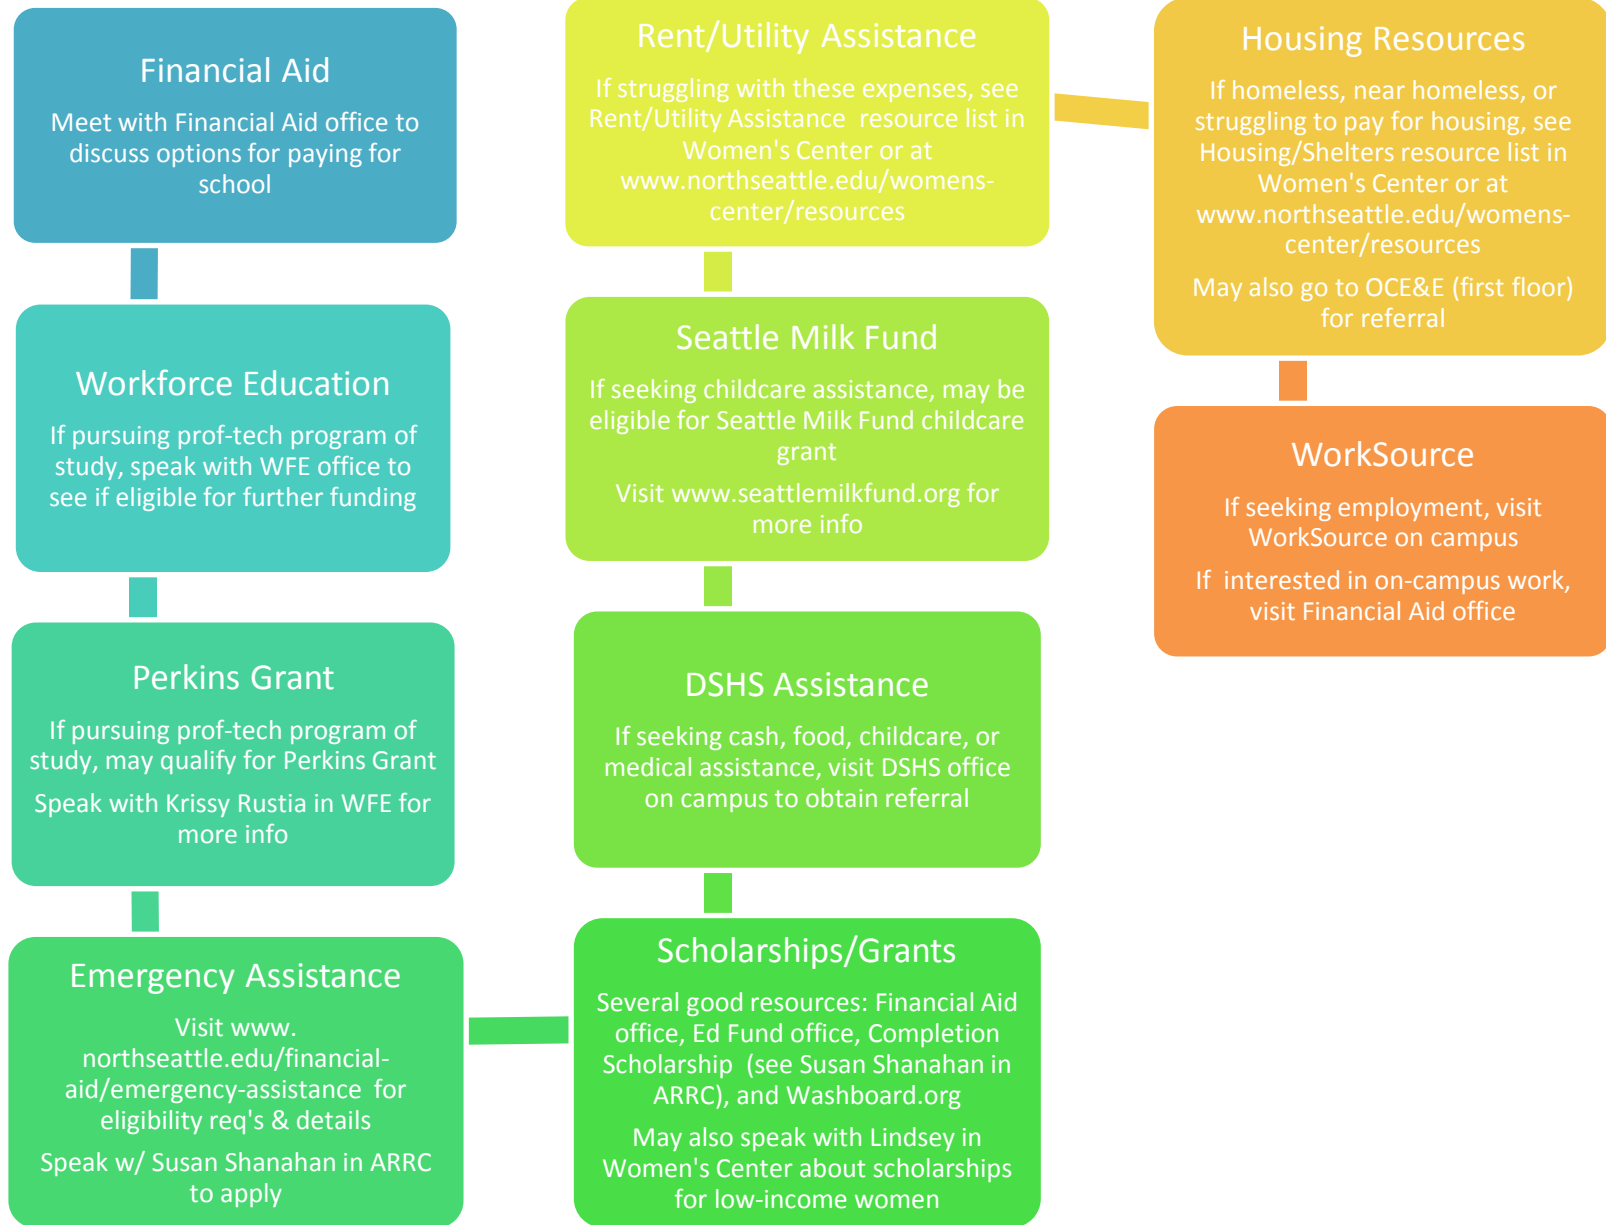 Financial Aid
Meet with Financial Aid office to
discuss options for paying for
school
Workforce Education
If pursuing prof-tech program of
study, speak with WFE office to
see if eligible for further funding
Perkins Grant
If pursuing prof-tech program of
study, may qualify for Perkins Grant
Speak with Krissy Rustia in WFE for
more info
Emergency Assistance
Visit www.
northseattle.edu/financial-
aid/emergency-assistance for
eligibility req's & details
Speak w/ Susan Shanahan in ARRC
to apply
Scholarships/Grants
Several good resources: Financial Aid
office, Ed Fund office, Completion
Scholarship (see Susan Shanahan in
ARRC), and Washboard.org
May also speak with Lindsey in
Women's Center about scholarships
for low-income women
DSHS Assistance
If seeking cash, food, childcare, or
medical assistance, visit DSHS office
on campus to obtain referral
Seattle Milk Fund
If seeking childcare assistance, may be
eligible for Seattle Milk Fund childcare
grant
Visit www.seattlemilkfund.org for
more info
Rent/Utility Assistance
If struggling with these expenses, see
Rent/Utility Assistance resource list in
Women's Center or at
www.northseattle.edu/womens-
center/resources
Housing Resources
If homeless, near homeless, or
struggling to pay for housing, see
Housing/Shelters resource list in
Women's Center or at
www.northseattle.edu/womens-
center/resources
May also go to OCE&E (first floor)
for referral
WorkSource
If seeking employment, visit
WorkSource on campus
If interested in on-campus work,
visit Financial Aid office